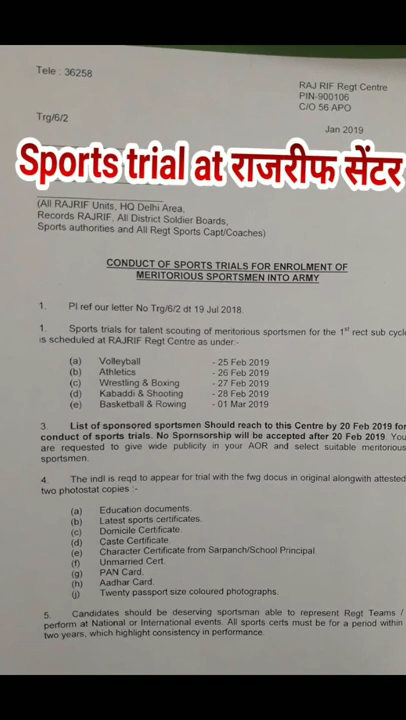 Tele : 36258
RAJ RIF Regt Centre
PIN-900106
C/O 56 APO
Trg/6/2
Jan 2019
Sports trial at राजरीफ सेंटर
(All RAJRIF Units, HQ Delhi Area,
Records RAJRIF, All District Soldier Boards,
Sports authorities and All Regt Sports Capt/Coaches)
CONDUCT OF SPORTS TRIALS FOR ENROLMENT OF
MERITORIOUS SPORTSMEN INTO ARMY
1. Pl ref our letter No Trg/6/2 dt 19 Jul 2018.
1. Sports trials for talent scouting of meritorious sportsmen for the 1st rect sub cycle
is scheduled at RAJRIF Regt Centre as under:-
(a) Volleyball - 25 Feb 2019
(b) Athletics - 26 Feb 2019
(c) Wrestling & Boxing - 27 Feb 2019
(d) Kabaddi & Shooting - 28 Feb 2019
(e) Basketball & Rowing - 01 Mar 2019
3. List of sponsored sportsmen Should reach to this Centre by 20 Feb 2019 for
conduct of sports trials. No Spornsorship will be accepted after 20 Feb 2019. You
are requested to give wide publicity in your AOR and select suitable meritorious
sportsmen.
4. The indl is reqd to appear for trial with the fwg docus in original alongwith attested
two photostat copies :-
(a) Education documents.
(b) Latest sports certificates.
(c) Domicile Certificate
(d) Caste Certificate.
(e) Character Certificate from Sarpanch/School Principal
(f) Unmarried Cert.
(g) PAN Card.
(h) Aadhar Card.
(j) Twenty passport size coloured photographs.
5. Candidates should be deserving sportsman able to represent Regt Teams /
perform at National or International events. All sports certs must be for a period within
two years, which highlight consistency in performance.